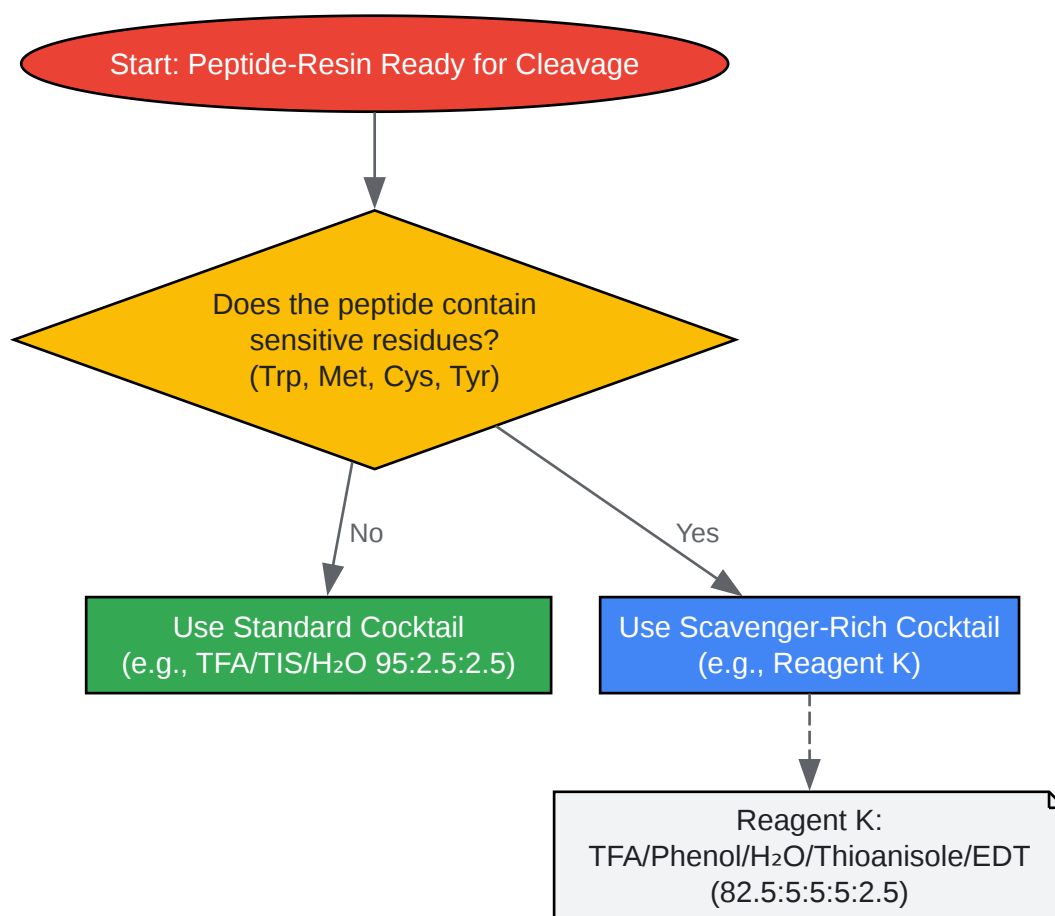 Start: Peptide-Resin Ready for Cleavage
Does the peptide contain
sensitive residues?
(Trp, Met, Cys, Tyr)
No
Yes
Use Standard Cocktail
(e.g., TFA/TIS/H₂O 95:2.5:2.5)
Use Scavenger-Rich Cocktail
(e.g., Reagent K)
Reagent K:
TFA/Phenol/H₂O/Thioanisole/EDT
(82.5:5:5:5:2.5)